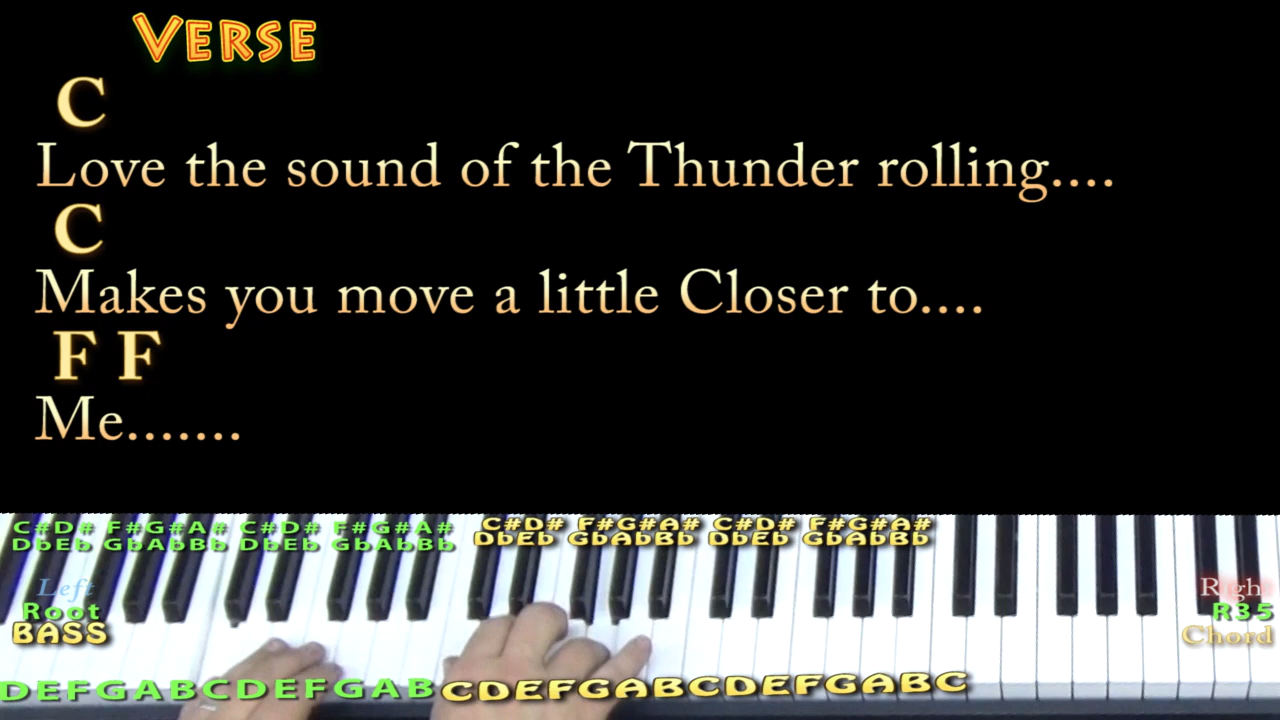 VERSE
C
Love the sound of the Thunder rolling....
C
Makes you move a little Closer to....
F F
Me.......
C#D# F#G#A# C#D# F#G#A# C#D# F#G#A# C#D# F#G#A#
DbEb GbAbBb DbEb GbAbBb DbEb GbAbBb DbEb GbAbBb
Left Right
Root R35
BASS Chord
DEFGABCDEFGAB CDEFGABCDEFGABC